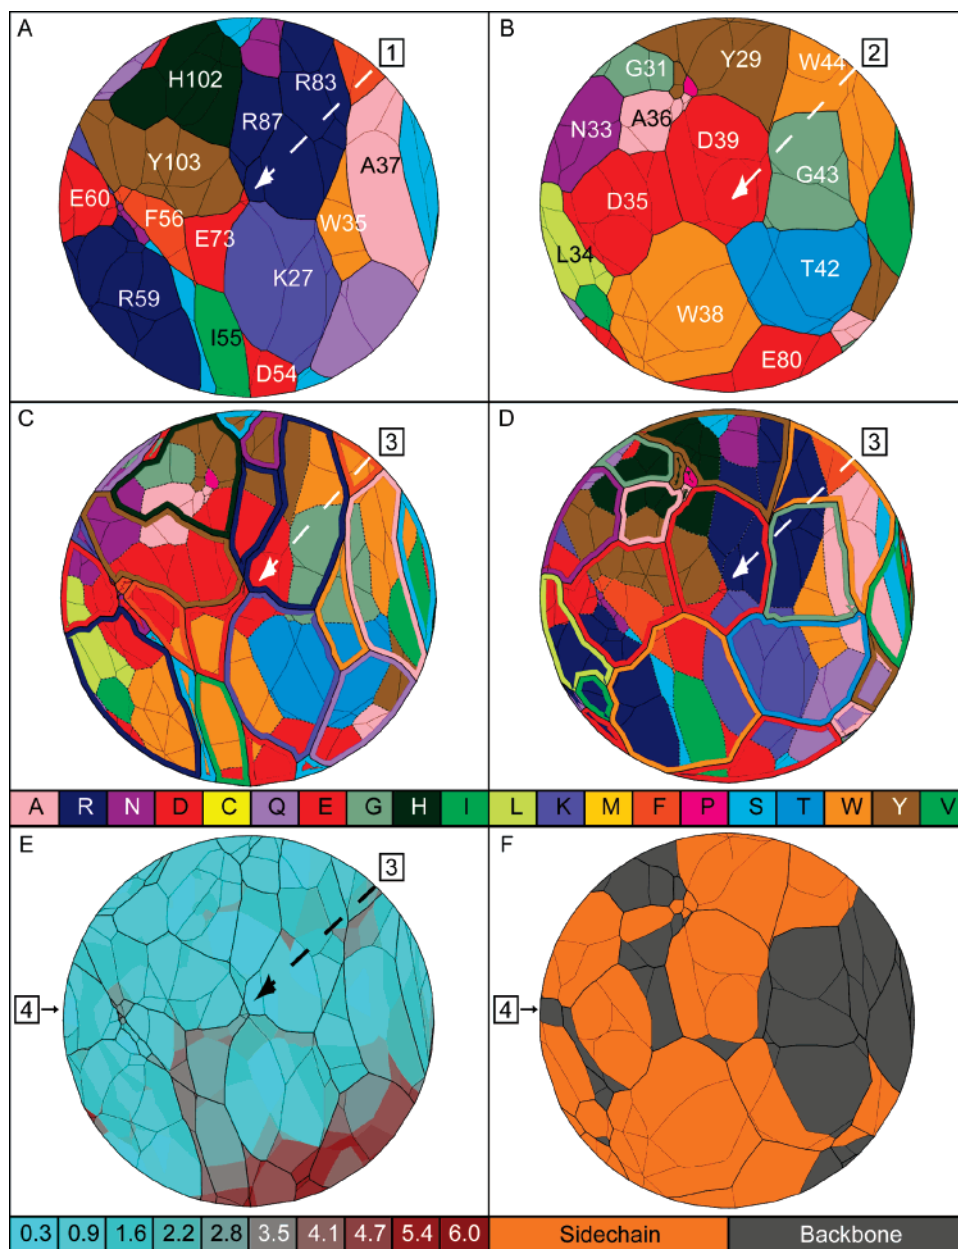 A
1
H102
R83
R87
Y103
A37
E60
F56
E73
W35
K27
R59
I55
D54
B
2
Y29
W44
G31
A36
N33
D39
G43
D35
L34
T42
W38
E80
C
3
D
3
A R N D C Q E G H I L K M F P S T W Y V
E
3
4
F
4
0.3 0.9 1.6 2.2 2.8 3.5 4.1 4.7 5.4 6.0
Sidechain Backbone